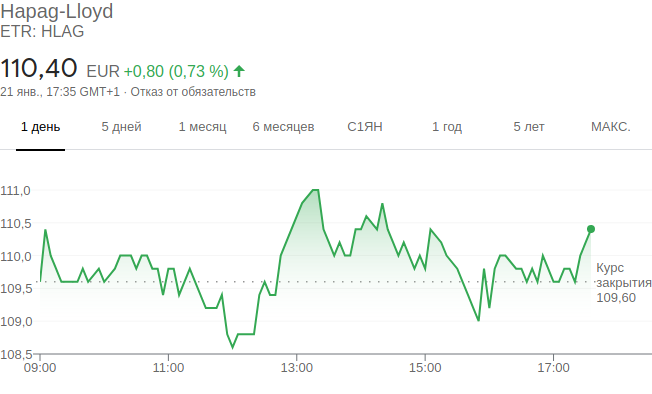 Hapag-Lloyd
ETR: HLAG
110,40 EUR +0,80 (0,73 %)
21 янв., 17:35 GMT+1 · Отказ от обязательств
1 день 5 дней 1 месяц 6 месяцев С1ЯН 1 год 5 лет МАКС.
111,0
110,5
110,0
109,5
109,0
108,5
Курс
закрытия
109,60
09:00 11:00 13:00 15:00 17:00